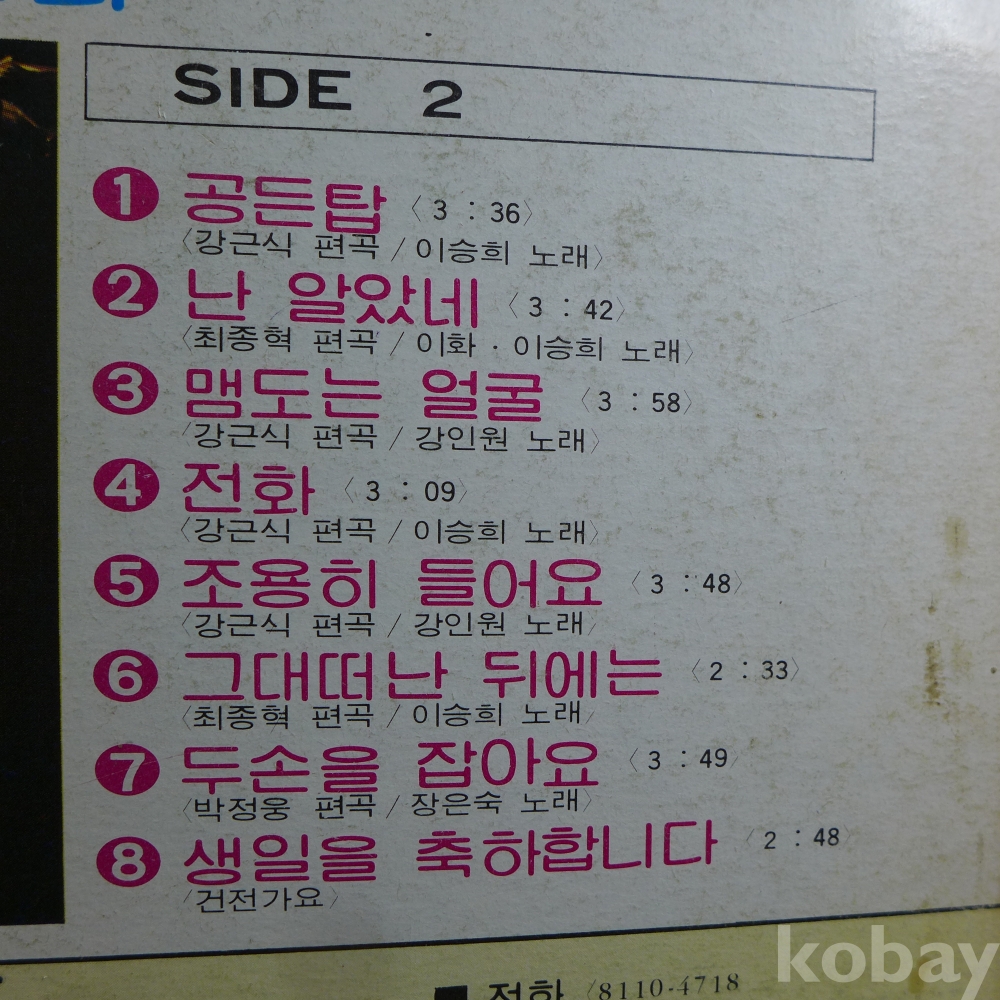 SIDE 2
1 공든탑 〈3 : 36〉
〈강근식 편곡 / 이승희 노래〉
2 난 알았네 〈3 : 42〉
〈최종혁 편곡 / 이화 · 이승희 노래〉
3 맴도는 얼굴 〈3 : 58〉
〈강근식 편곡 / 강인원 노래〉
4 전화 〈3 : 09〉
〈강근식 편곡 / 이승희 노래〉
5 조용히 들어요 〈3 : 48〉
〈강근식 편곡 / 강인원 노래〉
6 그대떠난 뒤에는 〈2 : 33〉
〈최종혁 편곡 / 이승희 노래〉
7 두손을 잡아요 〈3 : 49〉
〈박정웅 편곡 / 장은숙 노래〉
8 생일을 축하합니다 〈2 : 48〉
〈건전가요〉
■ 전화 〈8110-4718
kobay